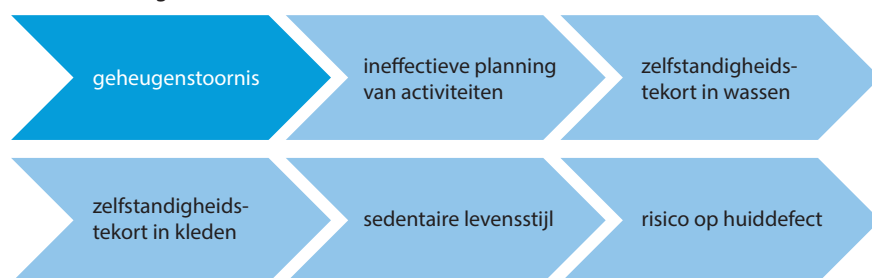 geheugenstoornis
ineffectieve planning
van activiteiten
zelfstandigheids-
tekort in wassen
zelfstandigheids-
tekort in kleden
sedentaire levensstijl
risico op huiddefect